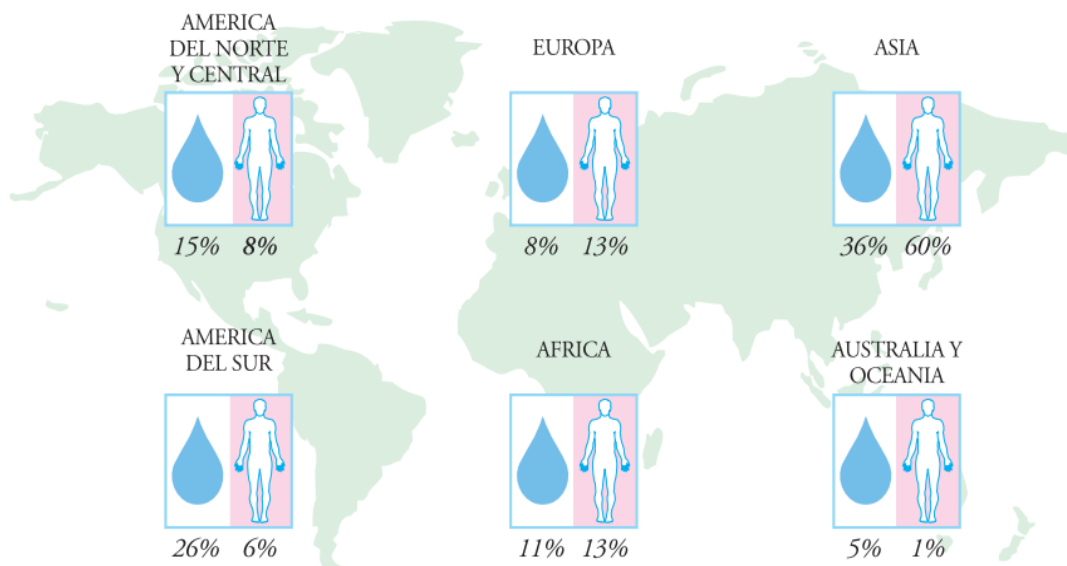 AMERICA
DEL NORTE
Y CENTRAL
15% 8%
EUROPA
8% 13%
ASIA
36% 60%
AMERICA
DEL SUR
26% 6%
AFRICA
11% 13%
AUSTRALIA Y
OCEANIA
5% 1%